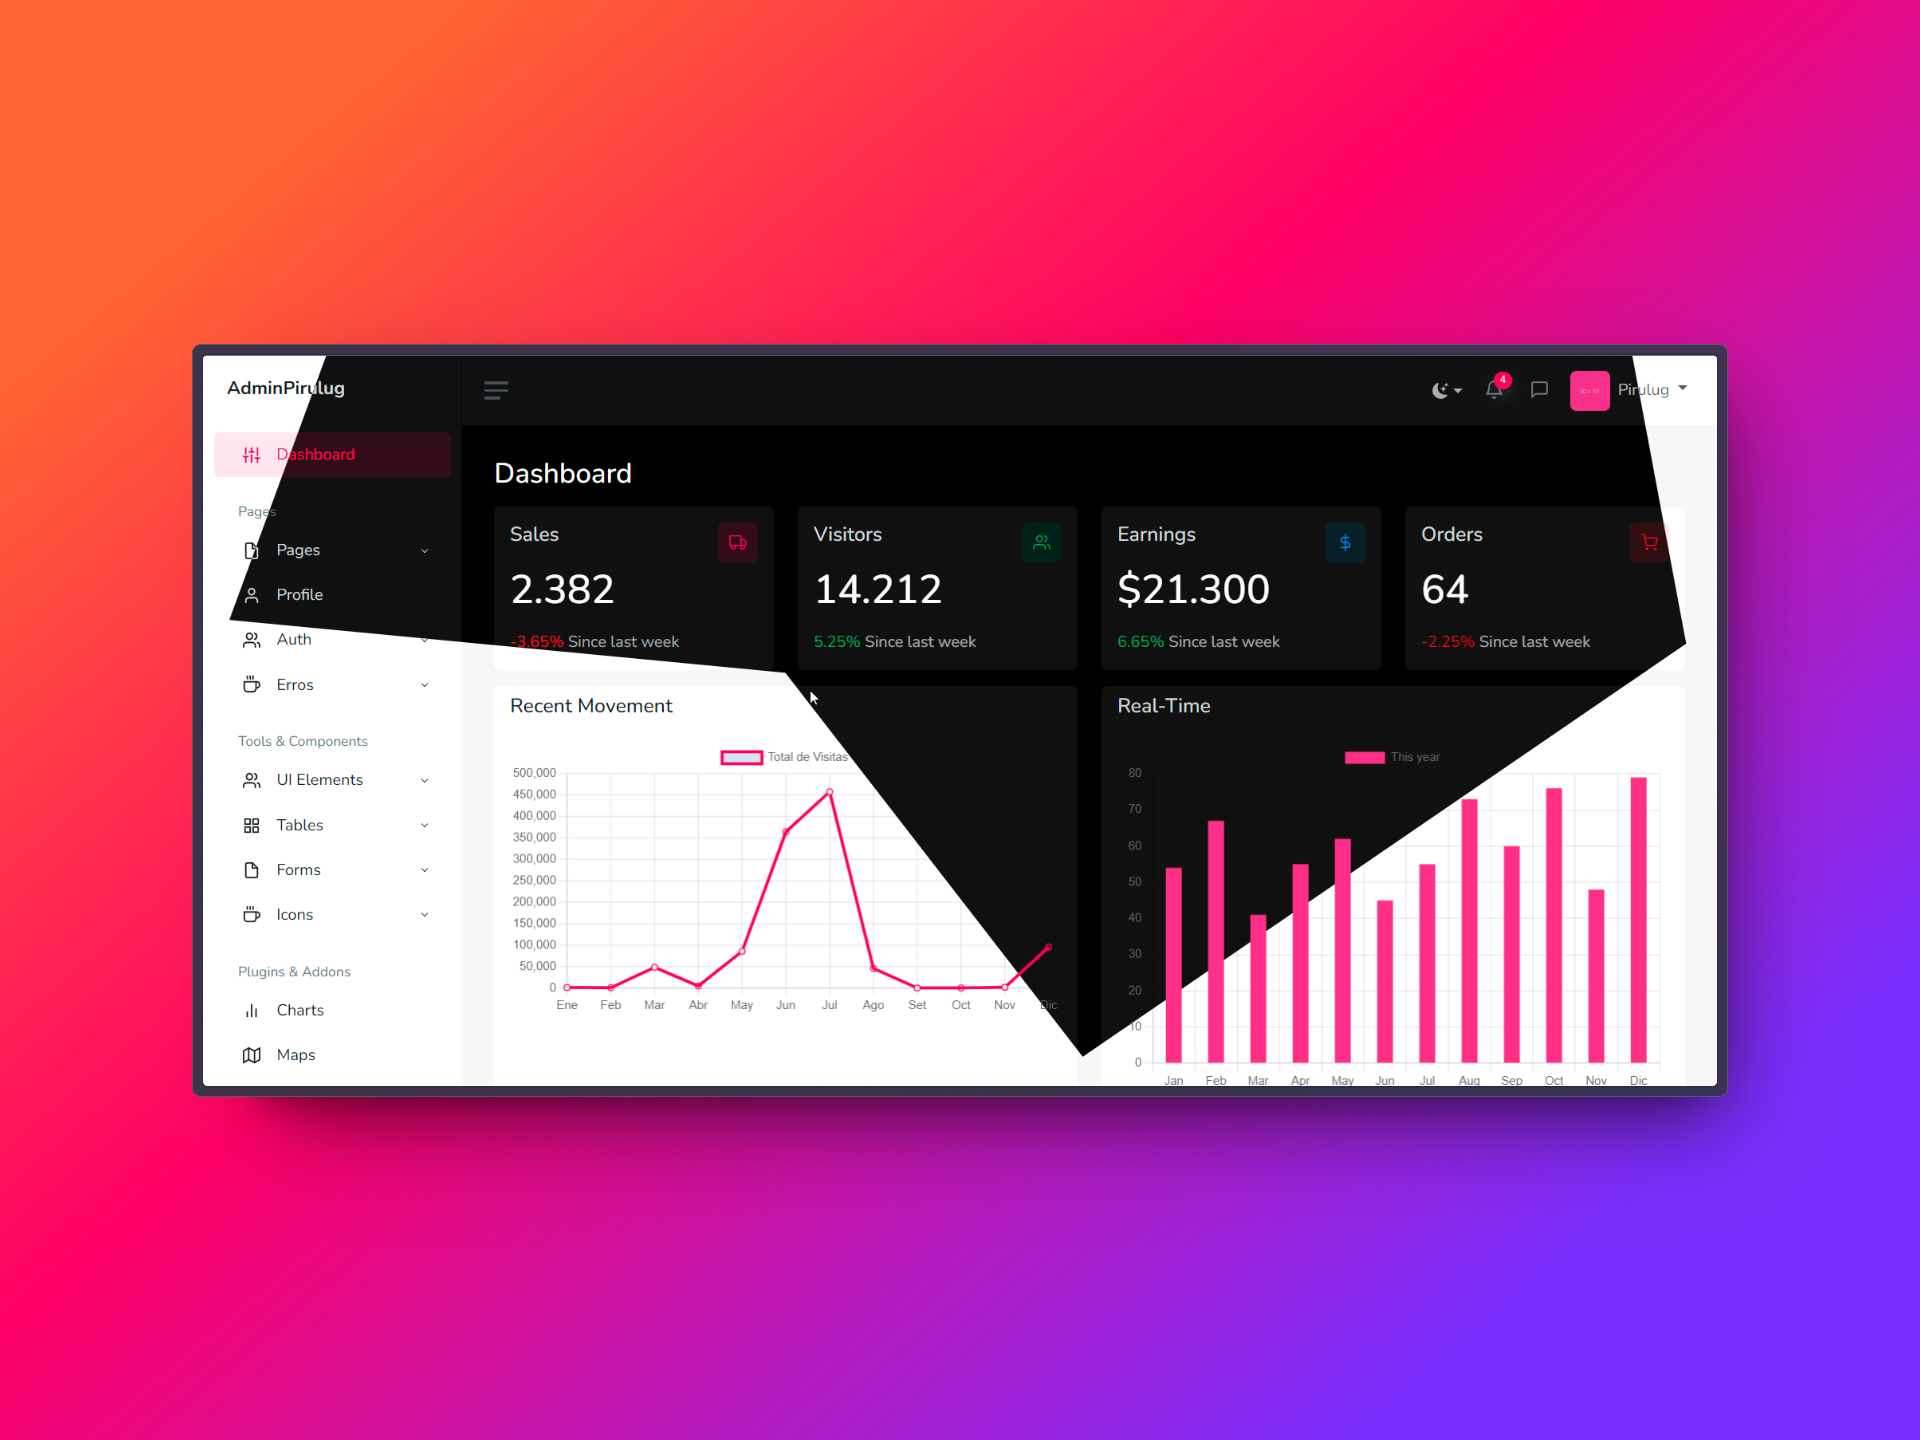 AdminPirulug
4
Pirulug
Dashboard
Pages
Pages
Profile
Auth
Erros
Tools & Components
UI Elements
Tables
Forms
Icons
Plugins & Addons
Charts
Maps
Dashboard
Sales
2.382
-3.65% Since last week
Visitors
14.212
5.25% Since last week
Earnings
$21.300
6.65% Since last week
Orders
64
-2.25% Since last week
Recent Movement
Total de Visitas
500,000
450,000
400,000
350,000
300,000
250,000
200,000
150,000
100,000
50,000
0
Ene Feb Mar Abr May Jun Jul Ago Set Oct Nov Dic
Real-Time
This year
80
70
60
50
40
30
20
10
0
Jan Feb Mar Apr May Jun Jul Aug Sep Oct Nov Dic